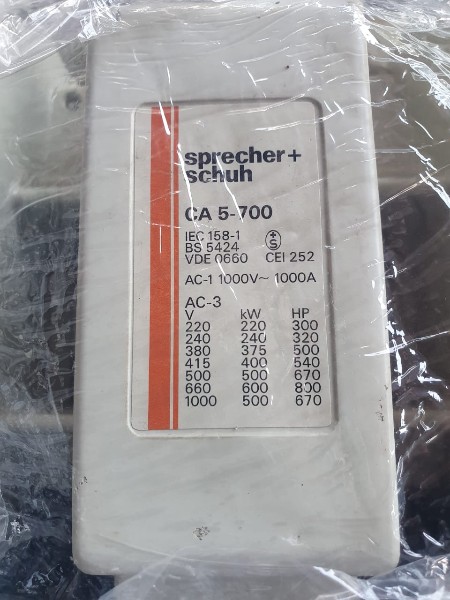 sprecher+
schuh
CA 5-700
IEC 158-1
BS 5424
VDE 0660 CEI 252
AC-1 1000V~ 1000A
AC-3
V kW HP
220 220 300
240 240 320
380 375 500
415 400 540
500 500 670
660 600 800
1000 500 670